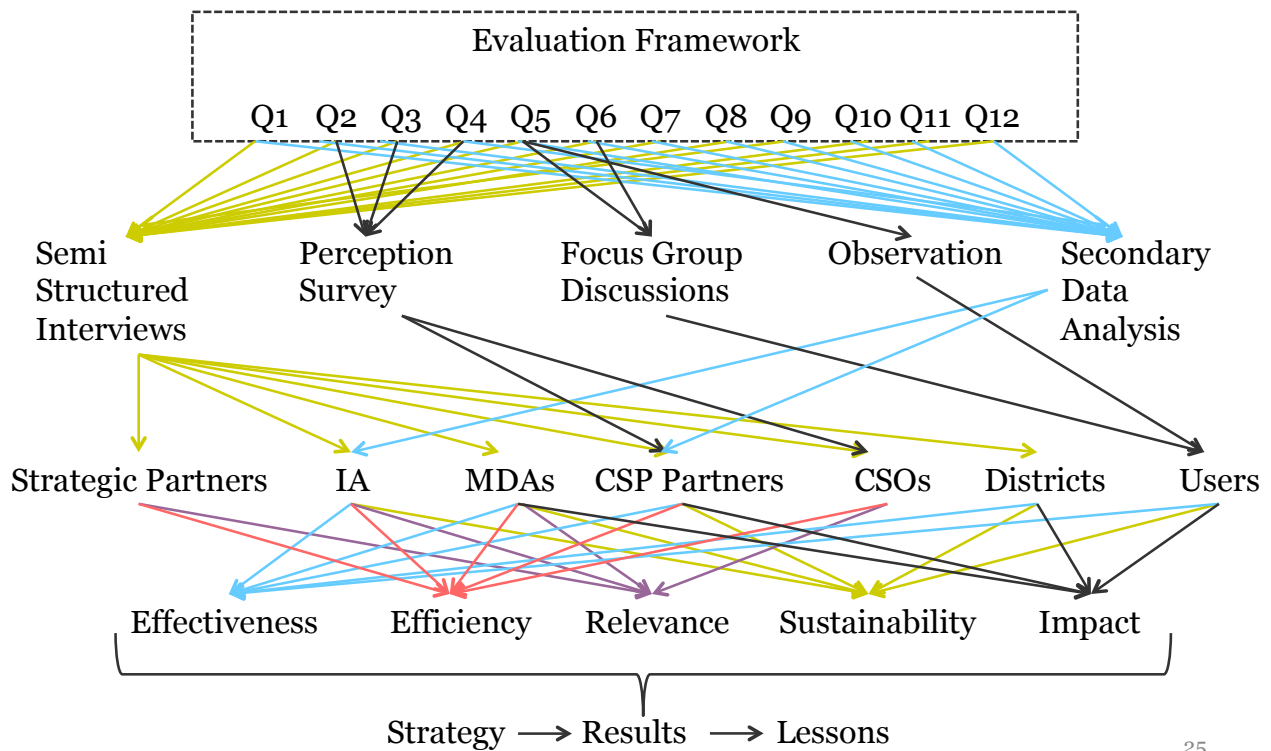 Evaluation Framework
Q1 Q2 Q3 Q4 Q5 Q6 Q7 Q8 Q9 Q10 Q11 Q12
Semi
Structured
Interviews
Perception
Survey
Focus Group
Discussions
Observation
Secondary
Data
Analysis
Strategic Partners IA MDAs CSP Partners CSOs Districts Users
Effectiveness Efficiency Relevance Sustainability Impact
Strategy Results Lessons
25